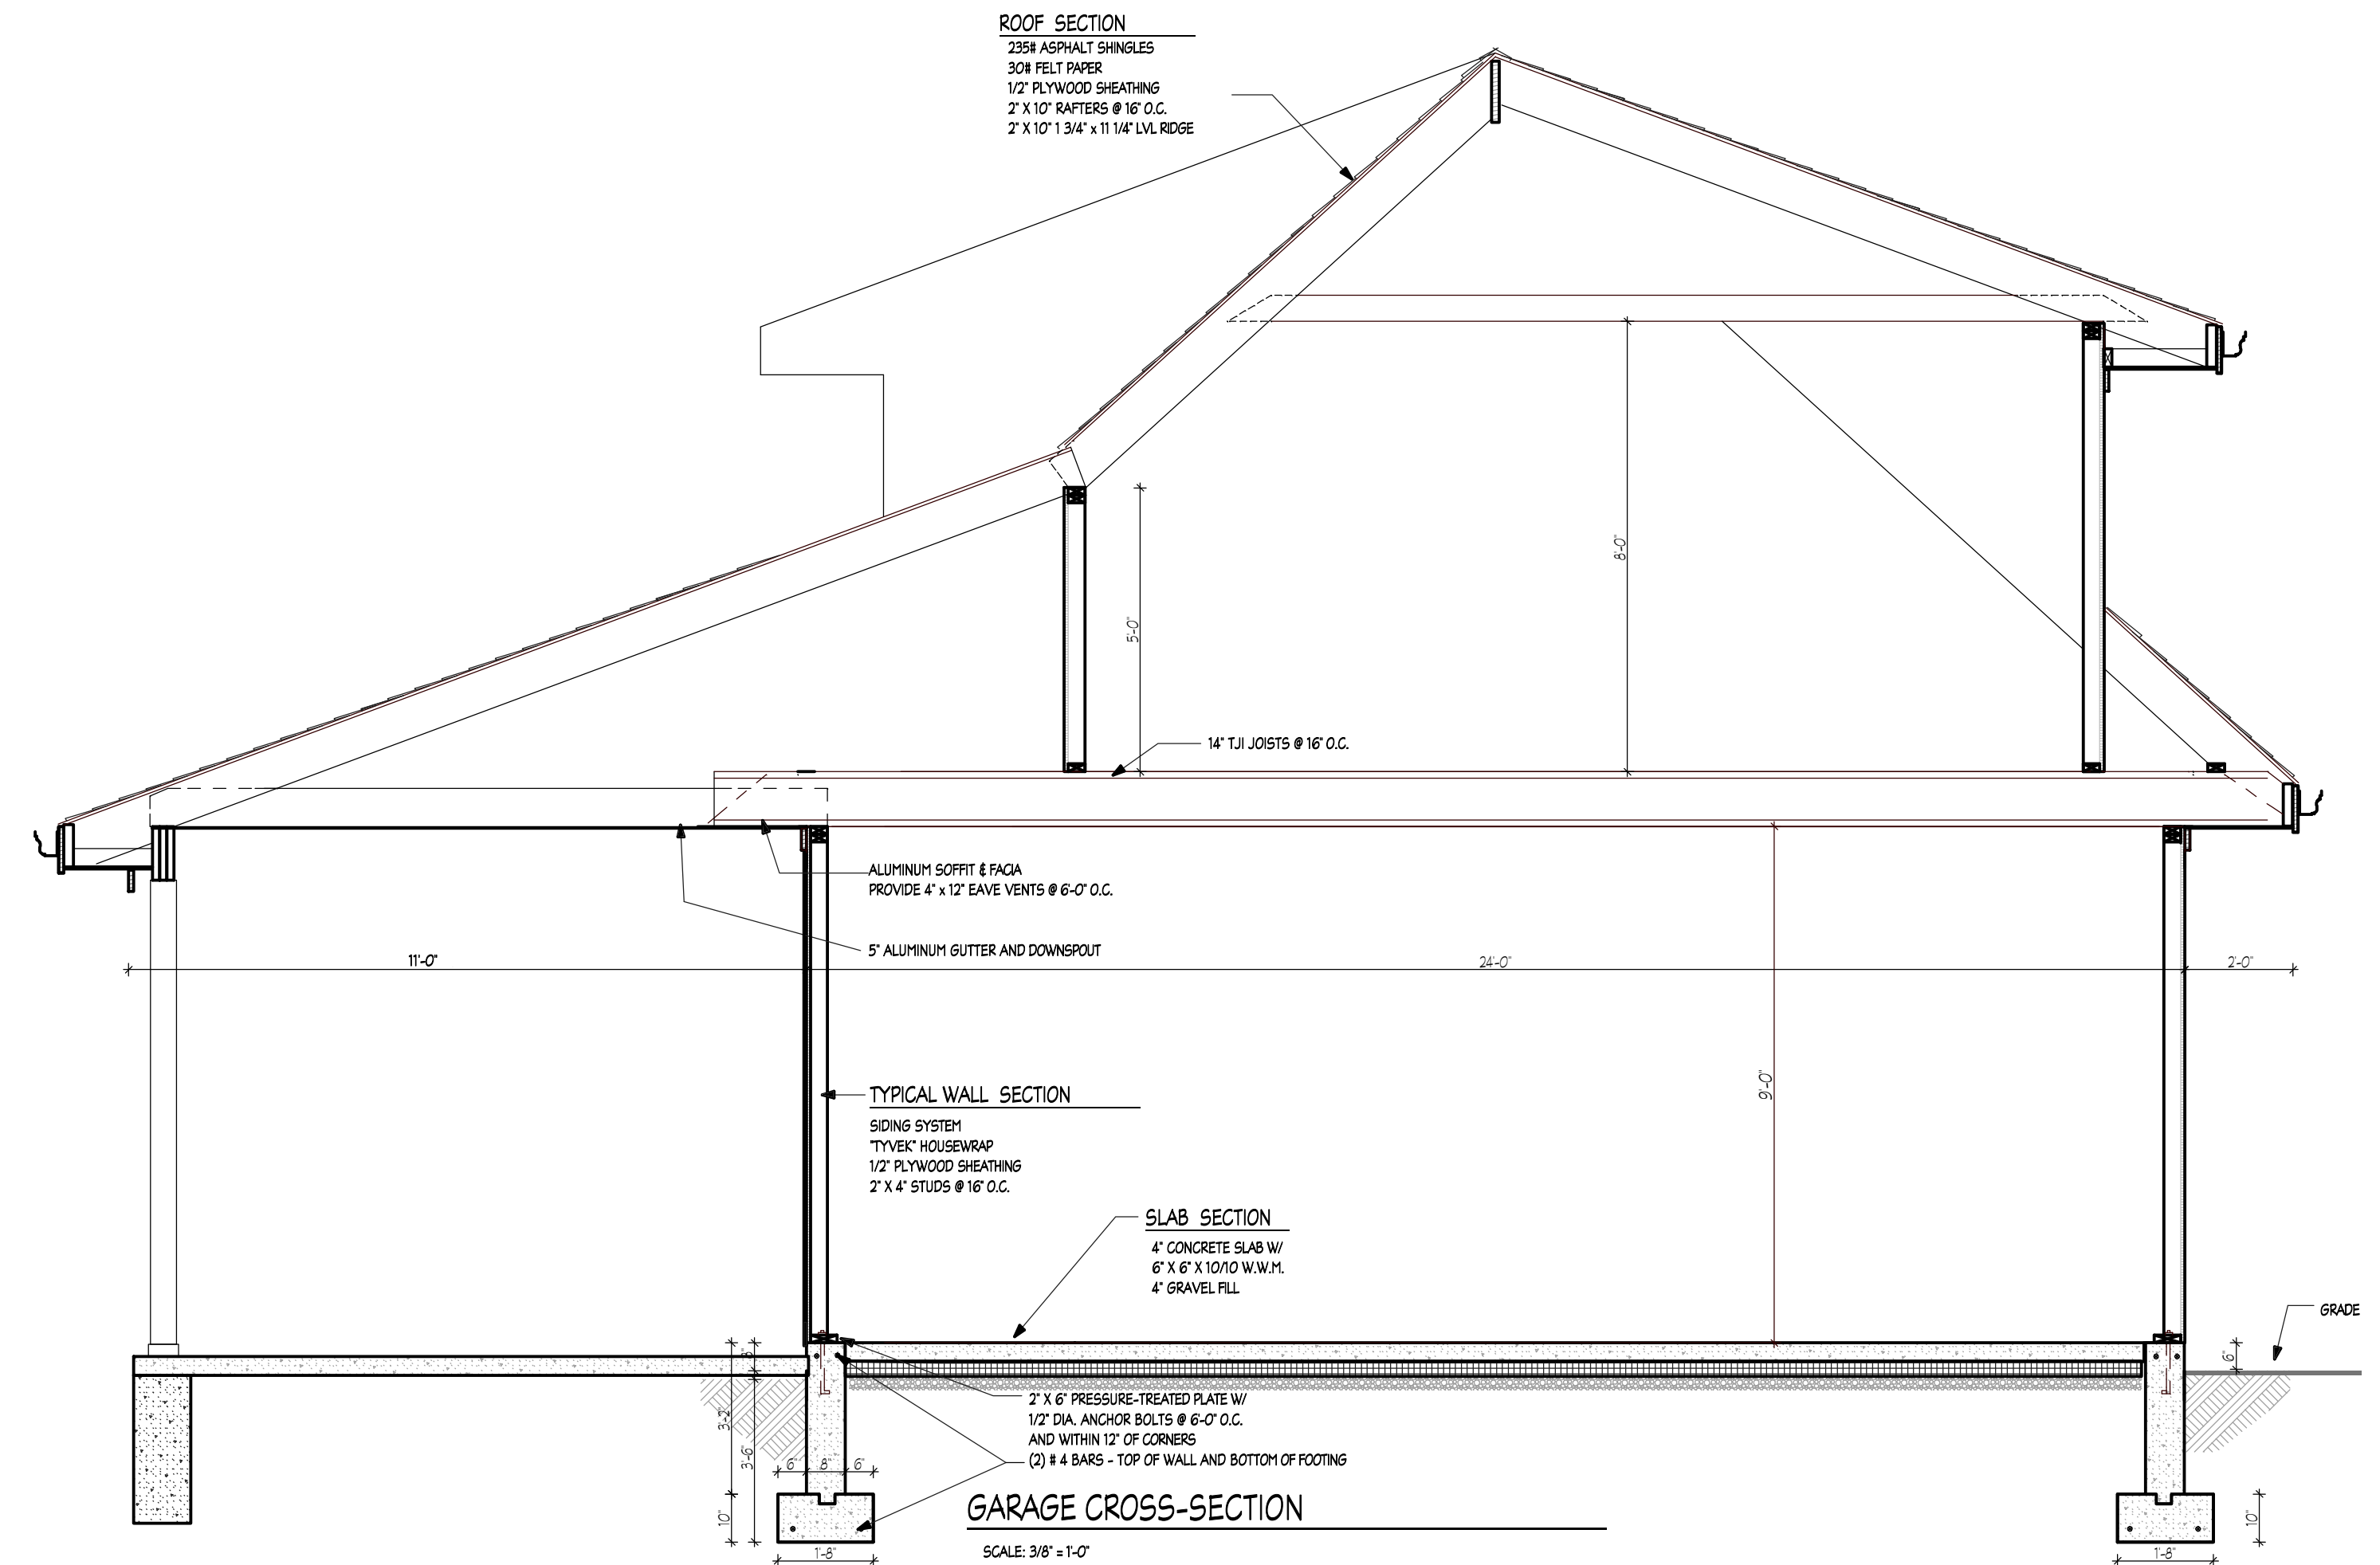 ROOF SECTION
235# ASPHALT SHINGLES
30# FELT PAPER
1/2" PLYWOOD SHEATHING
2" X 10" RAFTERS @ 16" O.C.
2" X 10" 1 3/4" x 11 1/4" LVL RIDGE
8'-0"
5'-0"
14" TJI JOISTS @ 16" O.C.
ALUMINUM SOFFIT & FACIA
PROVIDE 4" x 12" EAVE VENTS @ 6'-0" O.C.
5" ALUMINUM GUTTER AND DOWNSPOUT
11'-0"
24'-0"
2'-0"
9'-0"
TYPICAL WALL SECTION
SIDING SYSTEM
"TYVEK" HOUSEWRAP
1/2" PLYWOOD SHEATHING
2" X 4" STUDS @ 16" O.C.
SLAB SECTION
4" CONCRETE SLAB W/
6" X 6" X 10/10 W.W.M.
4" GRAVEL FILL
GRADE
8"
6"
2" X 6" PRESSURE-TREATED PLATE W/
1/2" DIA. ANCHOR BOLTS @ 6'-0" O.C.
AND WITHIN 12" OF CORNERS
(2) # 4 BARS - TOP OF WALL AND BOTTOM OF FOOTING
3'-2"
3'-6"
6" 8" 6"
10"
10"
1'-8"
1'-8"
GARAGE CROSS-SECTION
SCALE: 3/8" = 1'-0"